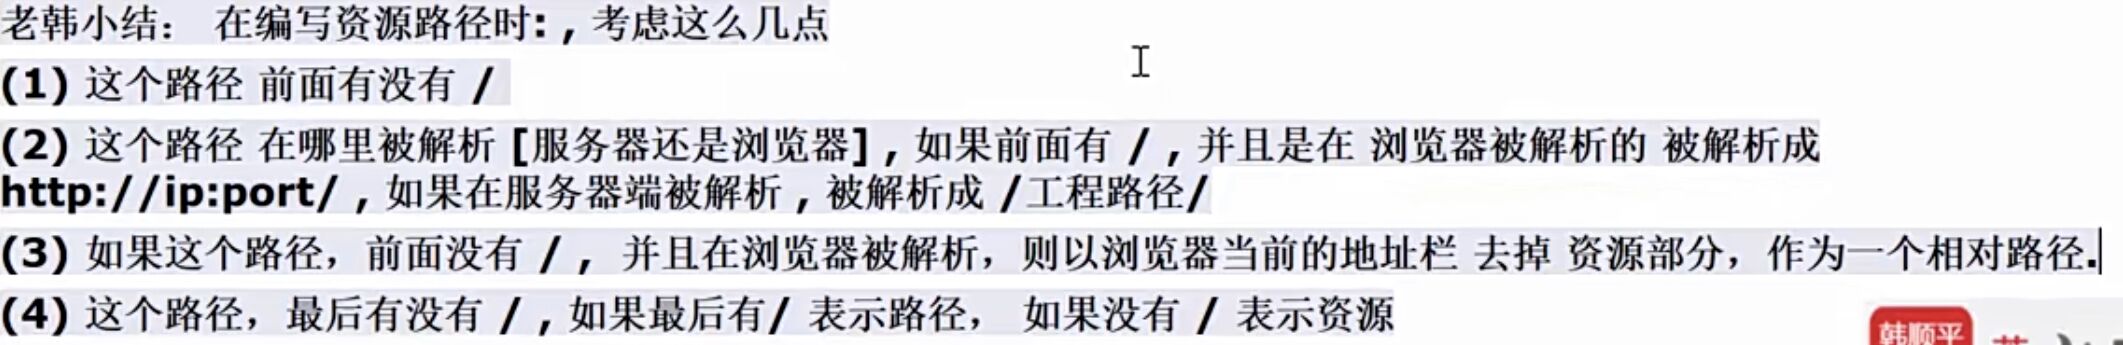 老韩小结： 在编写资源路径时: , 考虑这么几点
(1) 这个路径 前面有没有 /
(2) 这个路径 在哪里被解析 [服务器还是浏览器] , 如果前面有 / , 并且是在 浏览器被解析的 被解析成
http://ip:port/ , 如果在服务器端被解析 , 被解析成 /工程路径/
(3) 如果这个路径，前面没有 / ， 并且在浏览器被解析，则以浏览器当前的地址栏 去掉 资源部分，作为一个相对路径.
(4) 这个路径，最后有没有 / , 如果最后有/ 表示路径， 如果没有 / 表示资源
韩顺平